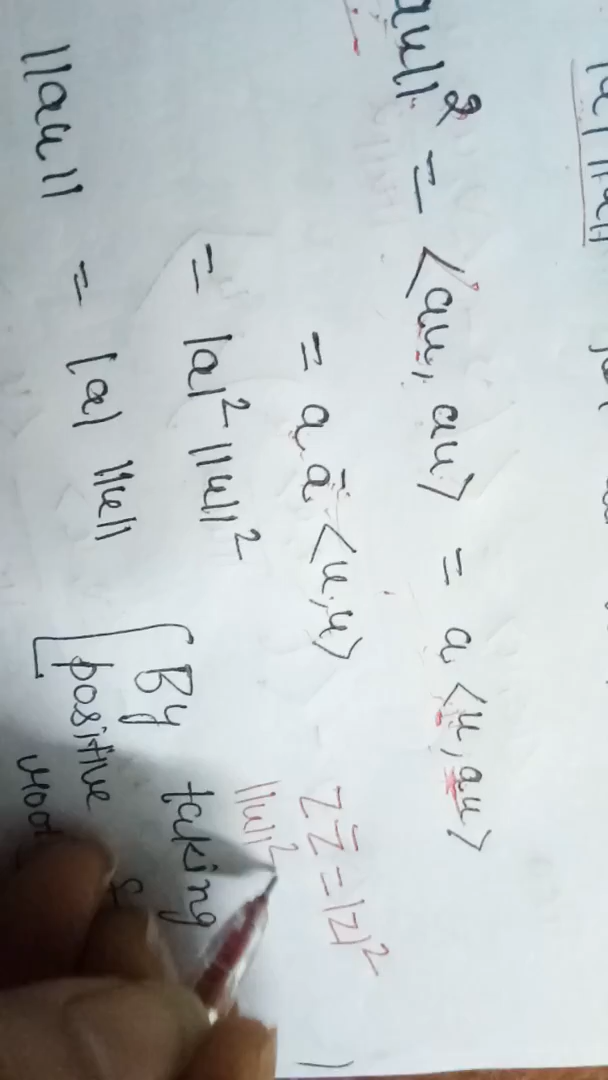 |a| ||u||
au||² = <au, au> = a <u, au>
= a ā <u, u> z z̄ = |z|²
= |a|² ||u||² ||u||²
||au|| = |a| ||u|| [By taking
positive
root